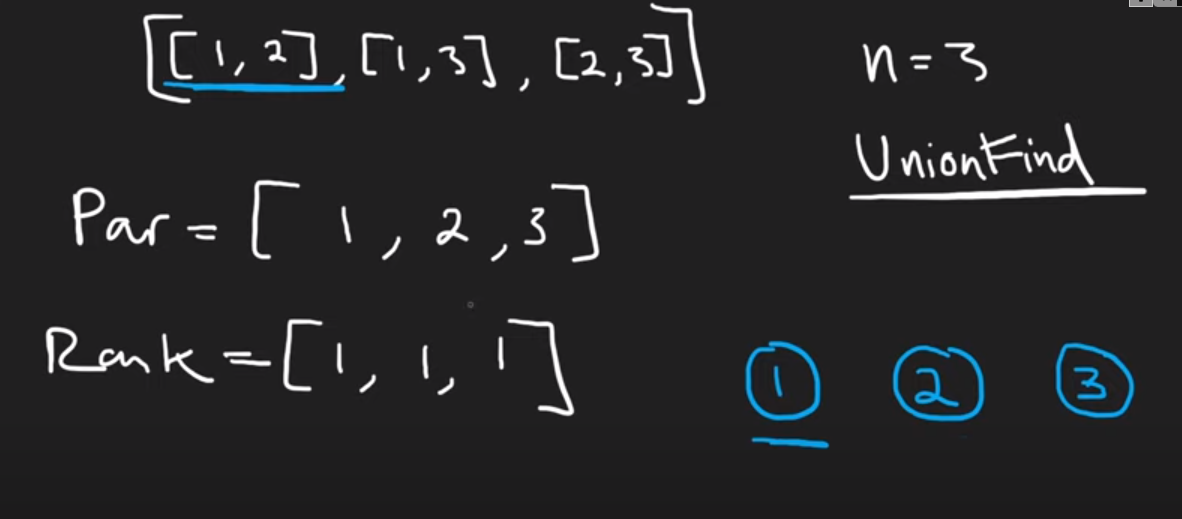 [[1,2],[1,3],[2,3]]
n=3
UnionFind
Par=[1,2,3]
Rank=[1,1,1]
1 2 3